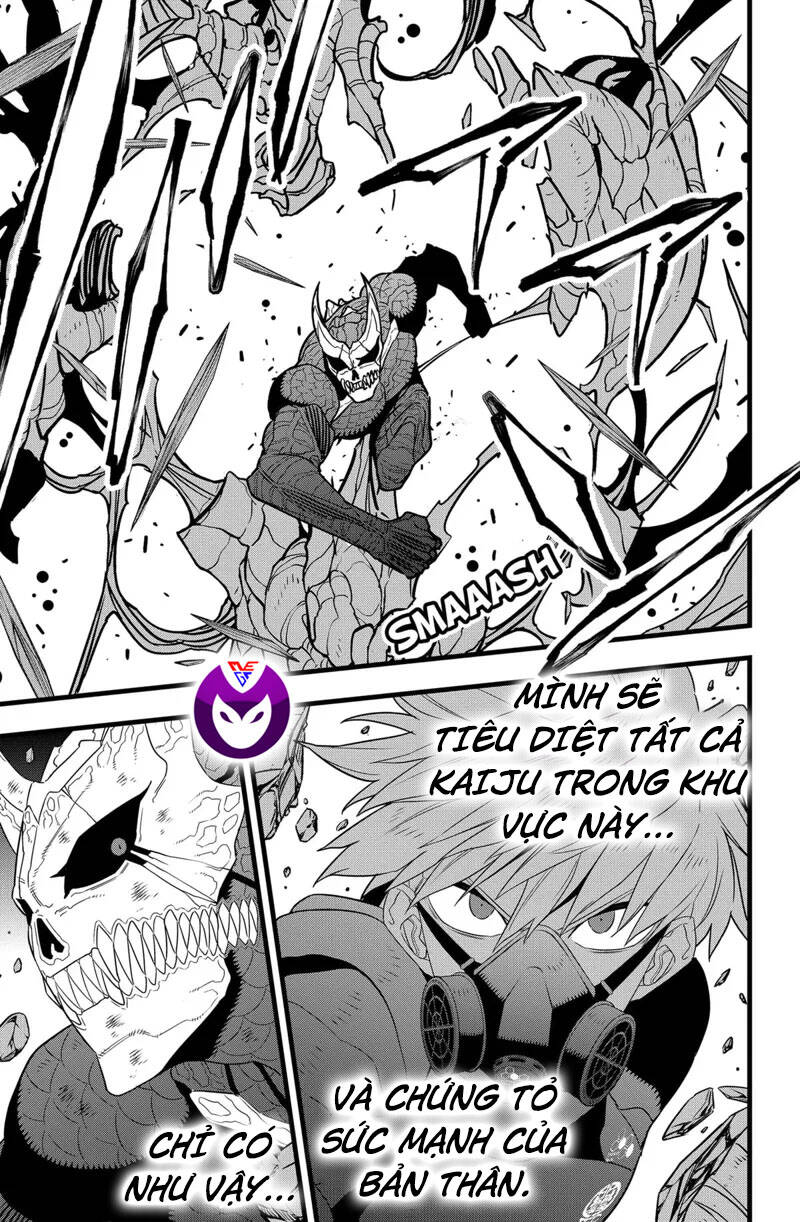 SMAAASH
MÌNH SẼ
TIÊU DIỆT TẤT CẢ
KAIJU TRONG KHU
VỰC NÀY...
VÀ CHỨNG TỎ
SỨC MẠNH CỦA
BẢN THÂN.
CHỈ CÓ
NHƯ VẬY...